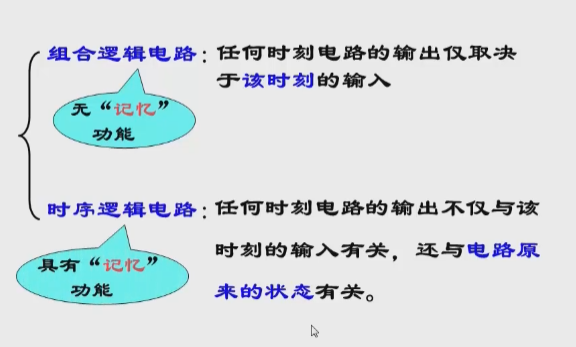 组合逻辑电路：任何时刻电路的输出仅取决
于该时刻的输入
无“记忆”
功能
时序逻辑电路：任何时刻电路的输出不仅与该
时刻的输入有关，还与电路原
来的状态有关。
具有“记忆”
功能